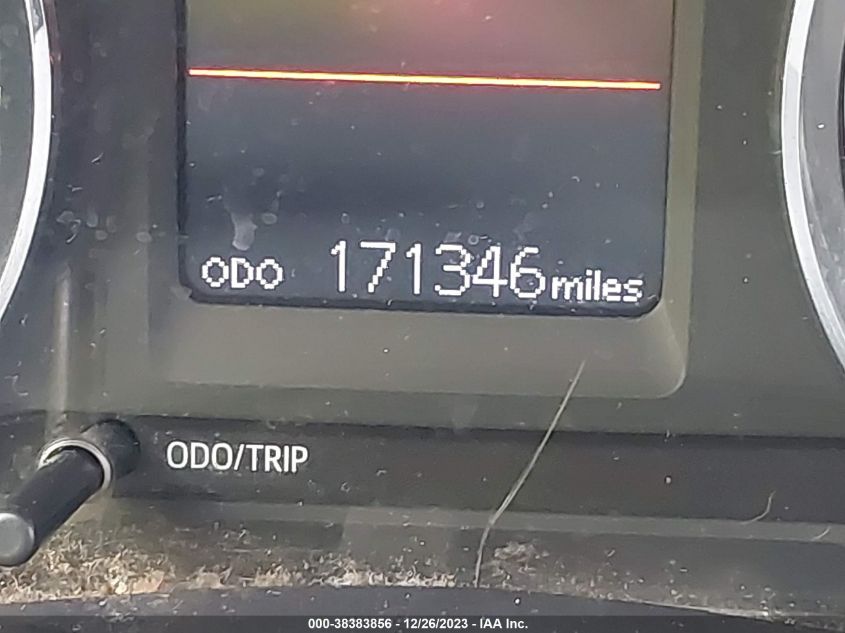 ODO 171346 miles
ODO/TRIP
000-38383856 - 12/26/2023 - IAA Inc.